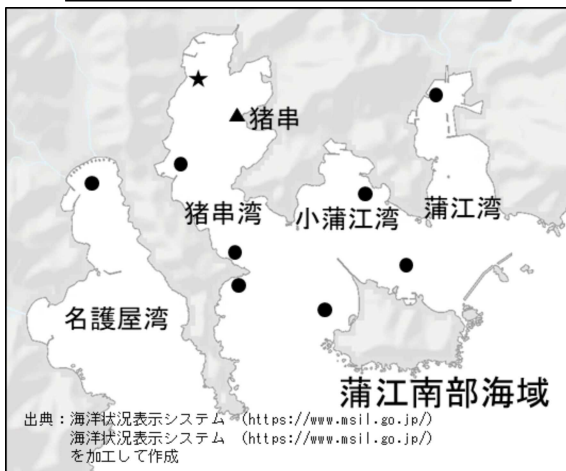 猪串
猪串湾
小蒲江湾
蒲江湾
名護屋湾
蒲江南部海域
出典：海洋状況表示システム （https://www.msil.go.jp/）
海洋状況表示システム （https://www.msil.go.jp/）
を加工して作成